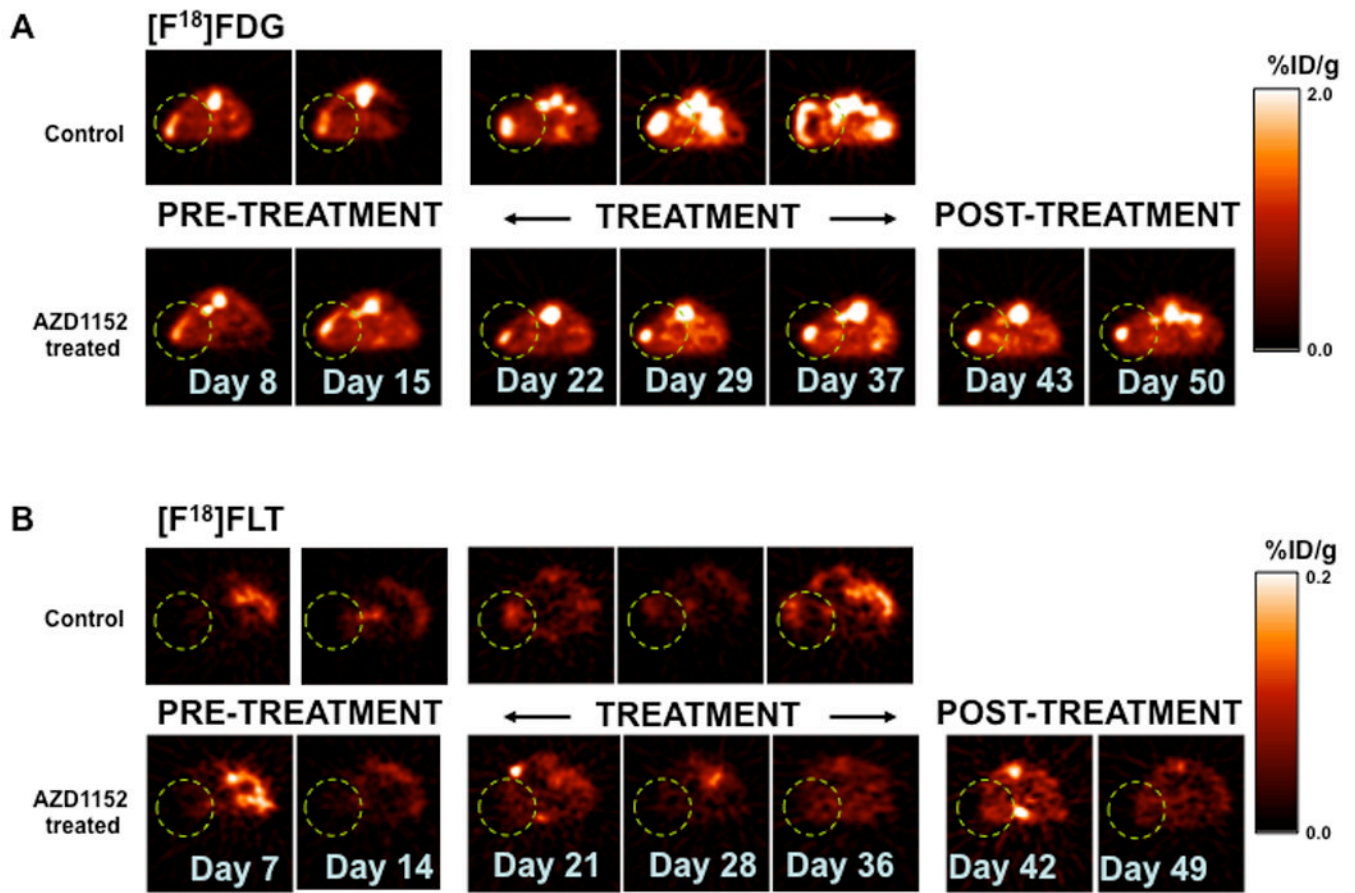 A
[F¹⁸]FDG
%ID/g
2.0
Control
PRE-TREATMENT ← TREATMENT → POST-TREATMENT
AZD1152
treated
Day 8 Day 15 Day 22 Day 29 Day 37 Day 43 Day 50
0.0
B
[F¹⁸]FLT
%ID/g
0.2
Control
PRE-TREATMENT ← TREATMENT → POST-TREATMENT
AZD1152
treated
0.0
Day 7 Day 14 Day 21 Day 28 Day 36 Day 42 Day 49